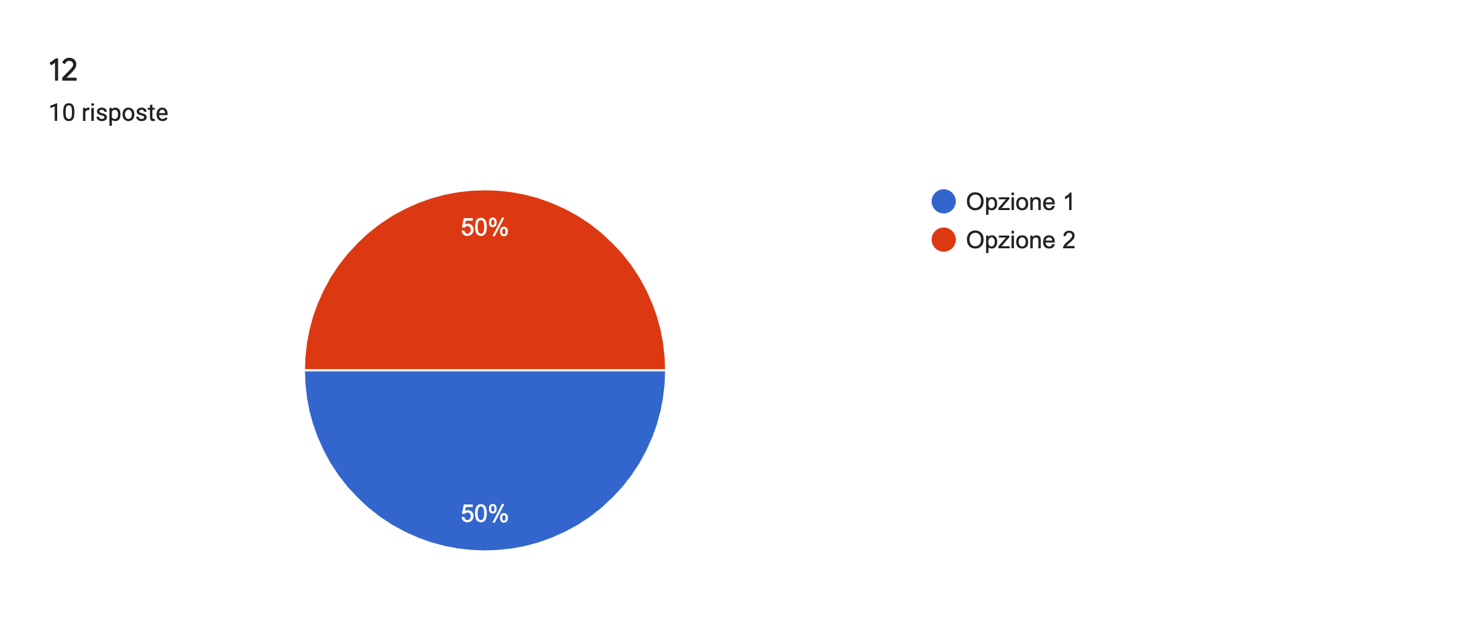 12
10 risposte
50%
50%
Opzione 1
Opzione 2